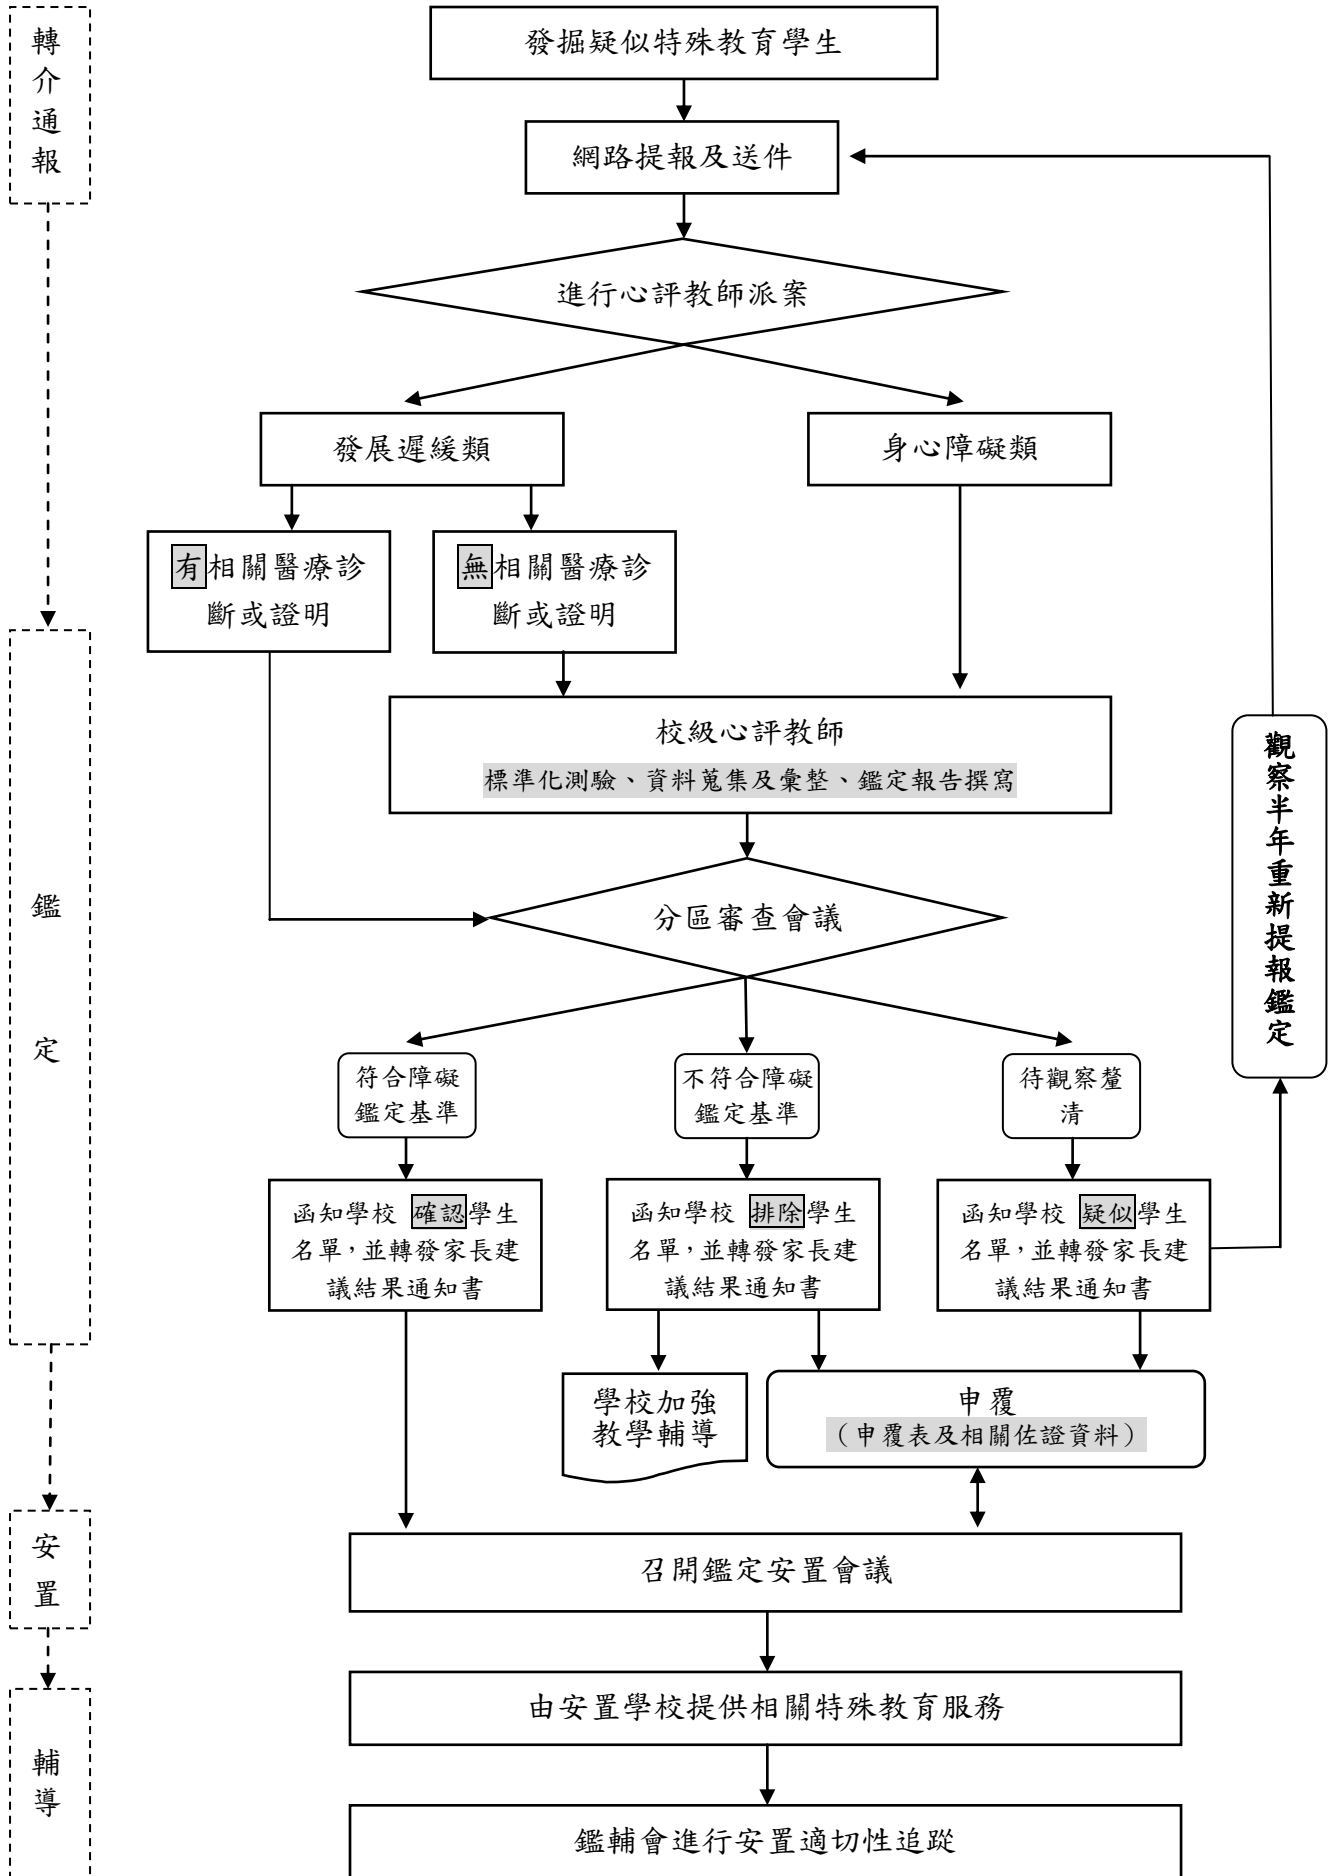 轉介通報
發掘疑似特殊教育學生
網路提報及送件
進行心評教師派案
發展遲緩類
身心障礙類
有相關醫療診
斷或證明
無相關醫療診
斷或證明
校級心評教師
標準化測驗、資料蒐集及彙整、鑑定報告撰寫
觀察半年重新提報鑑定
鑑定
分區審查會議
符合障礙
鑑定基準
不符合障礙
鑑定基準
待觀察釐
清
函知學校 確認學生
名單,並轉發家長建
議結果通知書
函知學校 排除學生
名單,並轉發家長建
議結果通知書
函知學校 疑似學生
名單,並轉發家長建
議結果通知書
學校加強
教學輔導
申覆
(申覆表及相關佐證資料)
安置
召開鑑定安置會議
由安置學校提供相關特殊教育服務
輔導
鑑輔會進行安置適切性追蹤